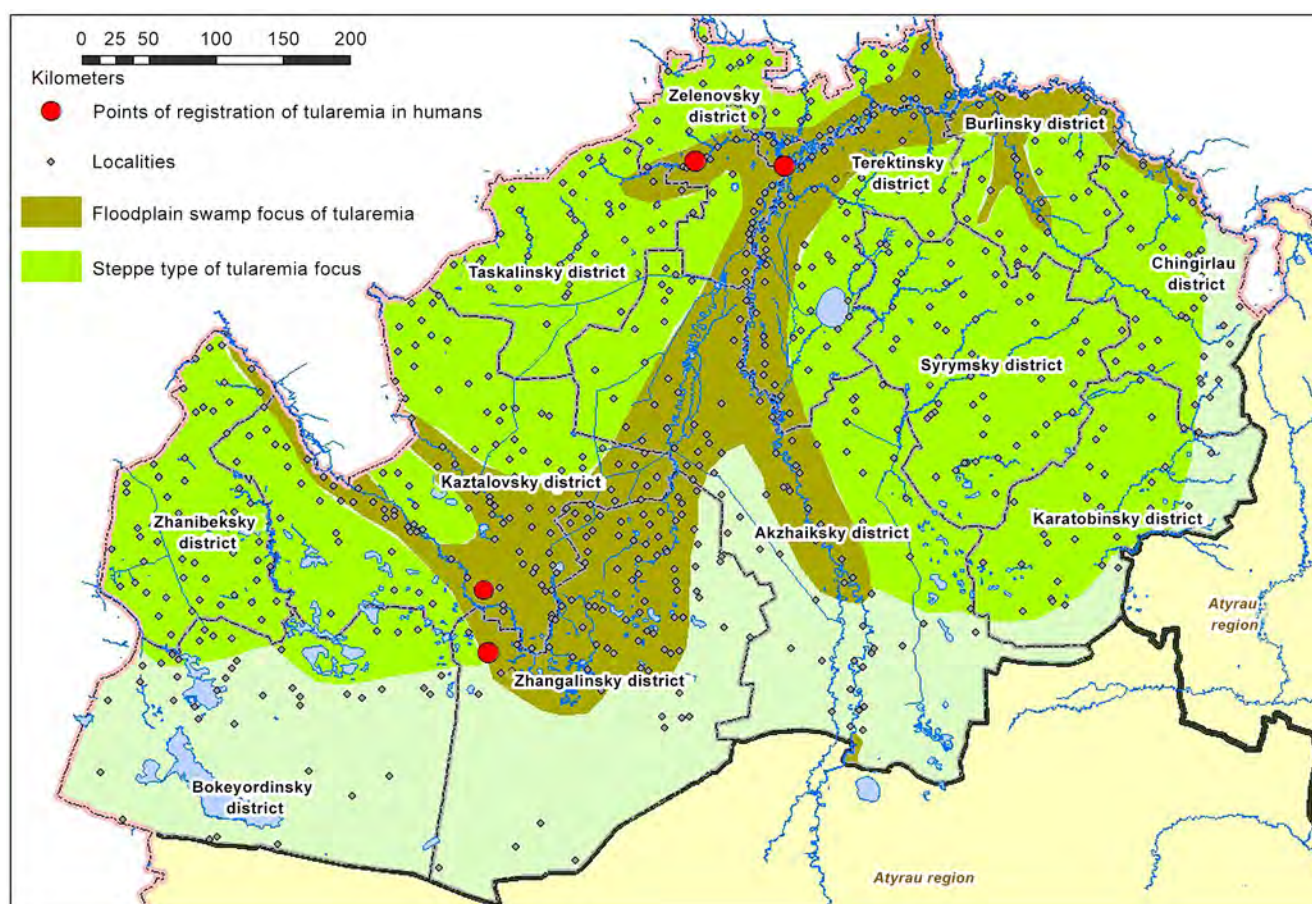 0 25 50 100 150 200
Kilometers
Points of registration of tularemia in humans
Localities
Floodplain swamp focus of tularemia
Steppe type of tularemia focus
Zelenovsky
district
Burlinsky district
Terektinsky
district
Taskalinsky district
Chingirlau
district
Syrymsky district
Kaztalovsky district
Zhanibeksky
district
Akzhaiksky district
Karatobinsky district
Atyrau
region
Zhangalinsky district
Bokeyordinsky
district
Atyrau region